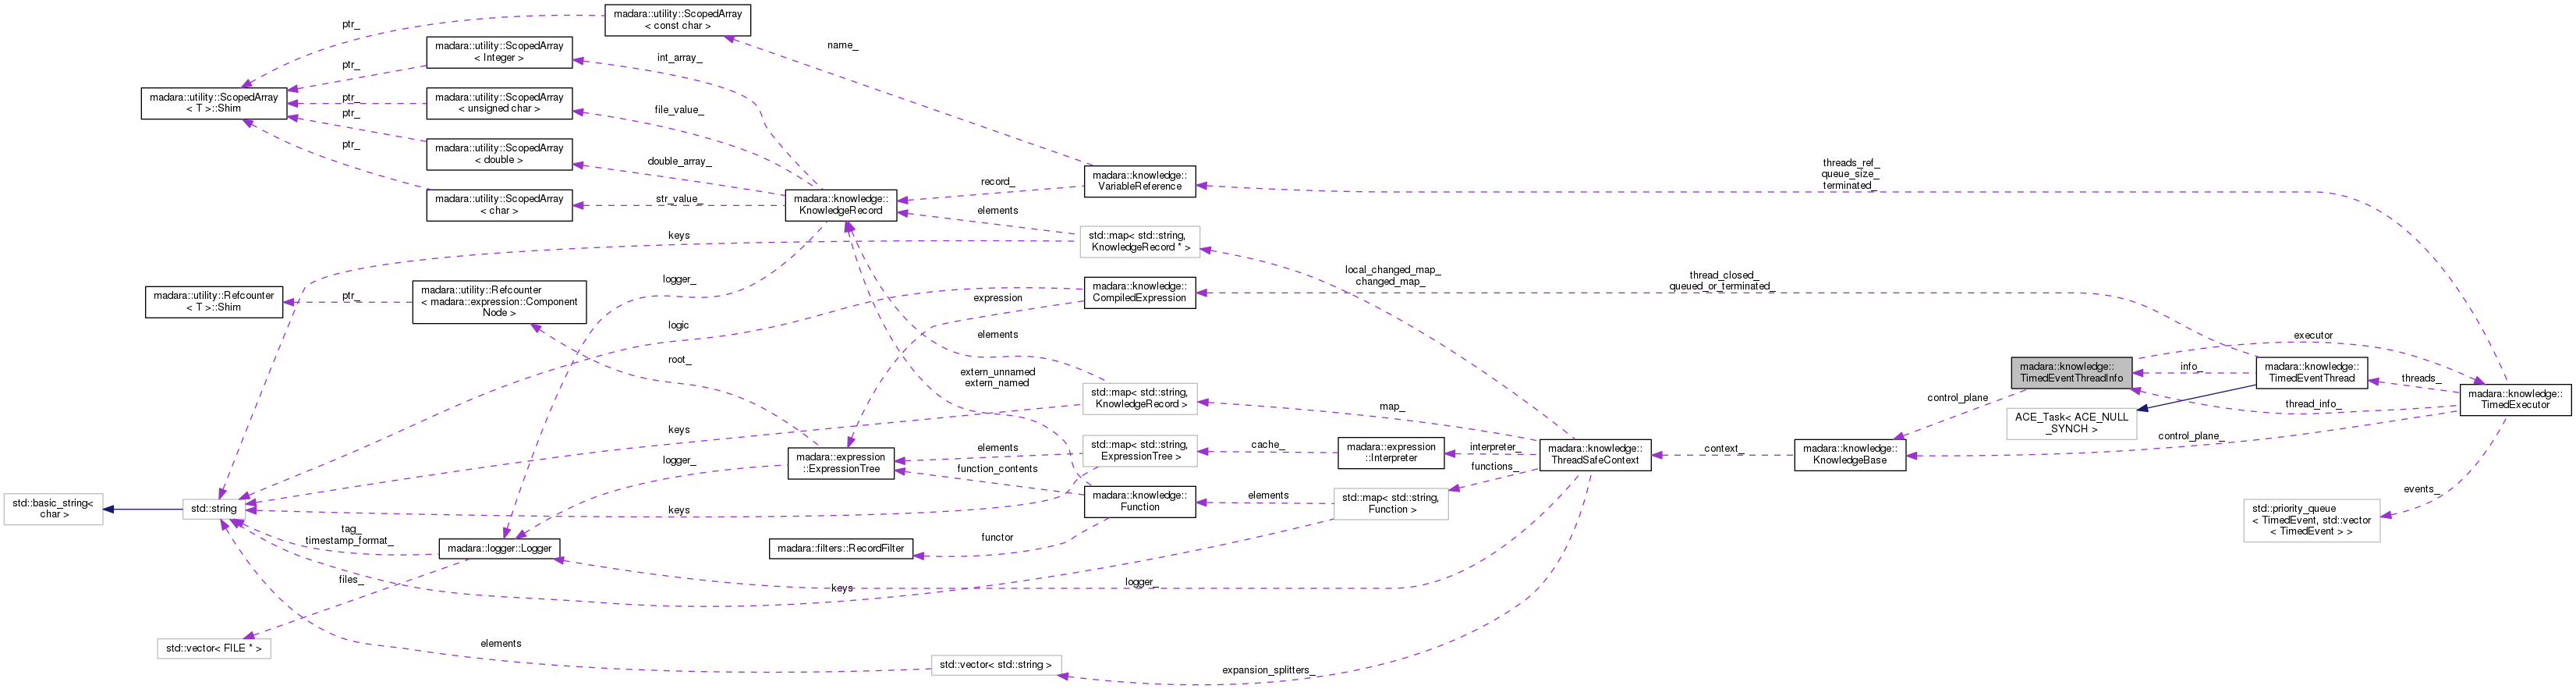 madara::utility::ScopedArray
< const char >
ptr_
name_
madara::utility::ScopedArray
< Integer >
int_array_
ptr_
madara::utility::ScopedArray
< T >::Shim
ptr_
madara::utility::ScopedArray
< unsigned char >
file_value_
ptr_
madara::utility::ScopedArray
< double >
double_array_
ptr_
madara::utility::ScopedArray
< char >
str_value_
madara::knowledge::
KnowledgeRecord
record_
madara::knowledge::
VariableReference
threads_ref_
queue_size_
terminated_
elements
keys
std::map< std::string,
KnowledgeRecord * >
local_changed_map_
changed_map_
logger_
madara::utility::Refcounter
< T >::Shim
ptr_
madara::utility::Refcounter
< madara::expression::Component
Node >
expression
madara::knowledge::
CompiledExpression
thread_closed_
queued_or_terminated_
logic
elements
root_
extern_unnamed
extern_named
std::map< std::string,
KnowledgeRecord >
map_
keys
executor
madara::knowledge::
TimedEventThreadInfo
info_
madara::knowledge::
TimedEventThread
threads_
thread_info_
madara::knowledge::
TimedExecutor
control_plane
ACE_Task< ACE_NULL
_SYNCH >
control_plane_
madara::expression
::ExpressionTree
logger_
elements
function_contents
std::map< std::string,
ExpressionTree >
cache_
madara::expression
::Interpreter
interpreter_
functions_
madara::knowledge::
ThreadSafeContext
context_
madara::knowledge::
KnowledgeBase
std::basic_string<
char >
std::string
keys
madara::knowledge::
Function
elements
std::map< std::string,
Function >
events_
std::priority_queue
< TimedEvent, std::vector
< TimedEvent > >
tag_
timestamp_format_
madara::logger::Logger
madara::filters::RecordFilter
functor
files_
keys
logger_
std::vector< FILE * >
elements
std::vector< std::string >
expansion_splitters_